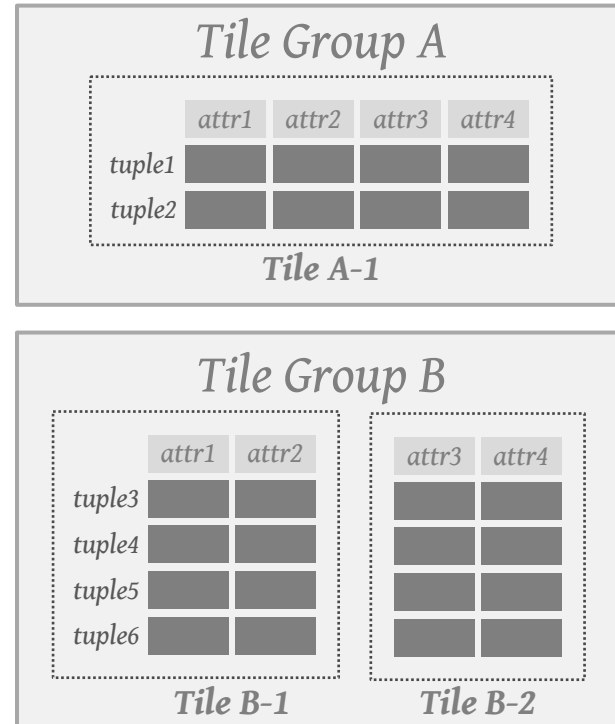 Tile Group A
attr1 attr2 attr3 attr4
tuple1
tuple2
Tile A-1
Tile Group B
attr1 attr2 attr3 attr4
tuple3
tuple4
tuple5
tuple6
Tile B-1 Tile B-2